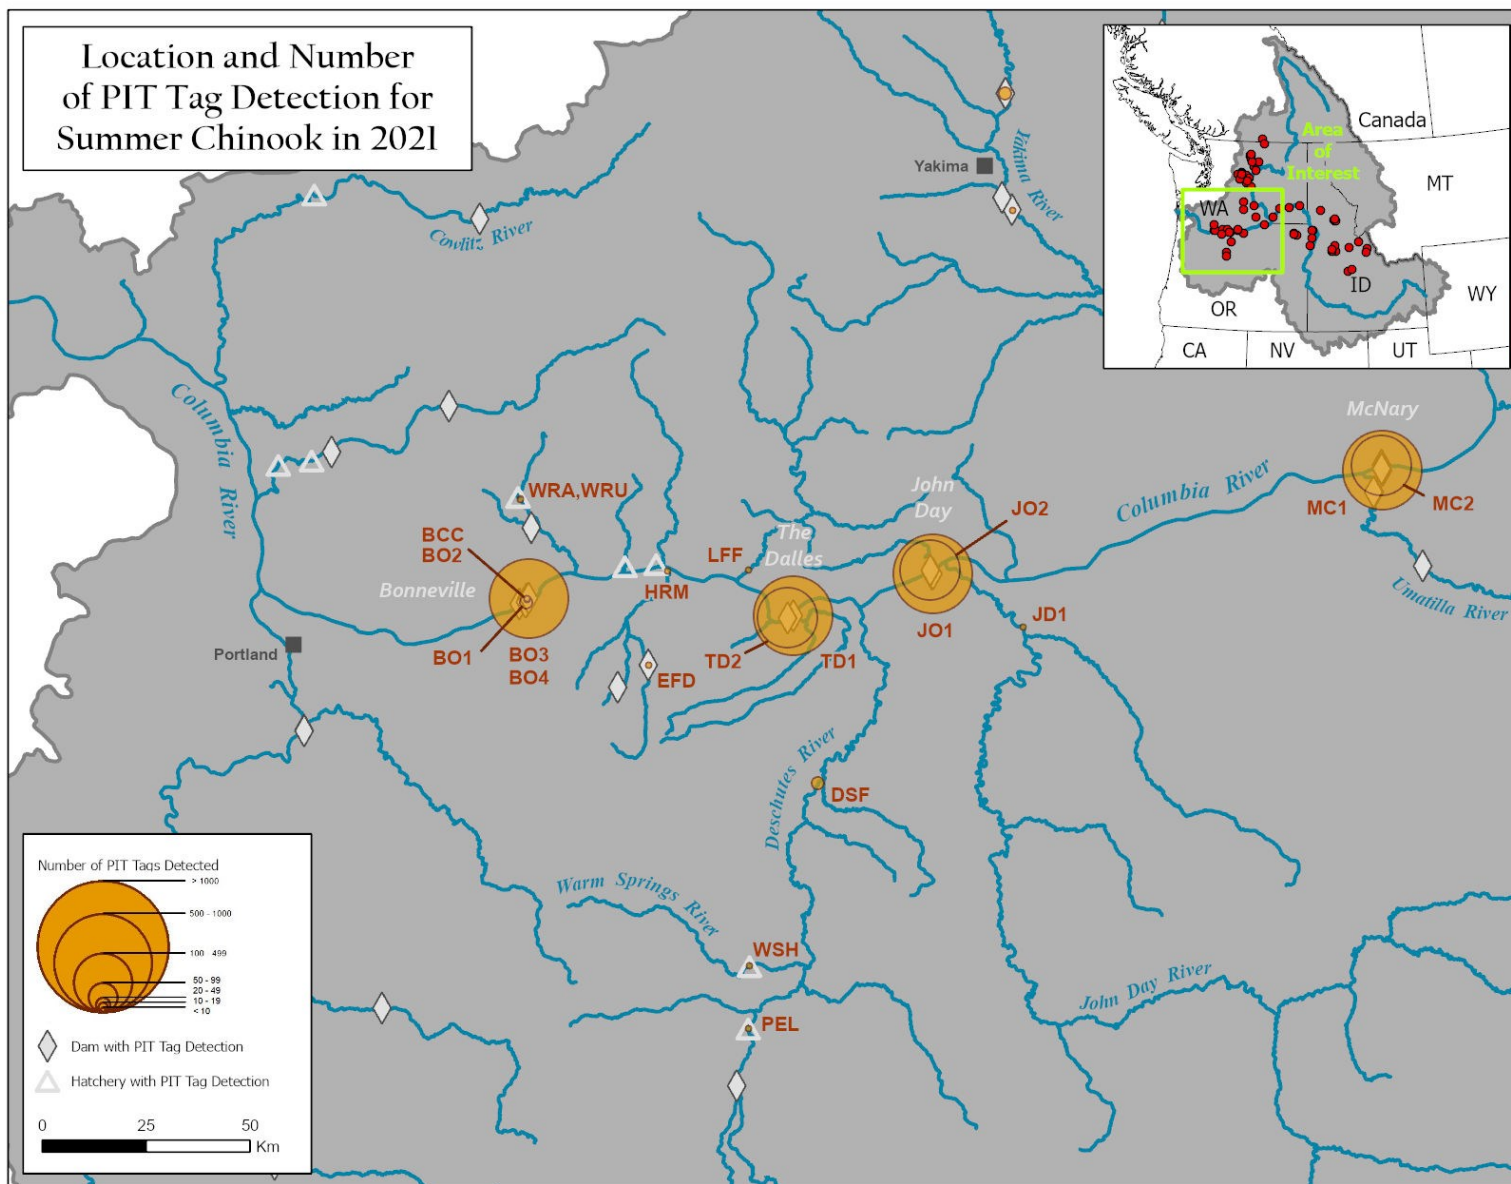 Location and Number
of PIT Tag Detection for
Summer Chinook in 2021
Canada
Area
of
Interest
WA
MT
ID
OR
WY
CA
NV
UT
Yakima
Yakima River
Cowlitz River
Columbia
River
McNary
Columbia River
MC1
MC2
Umatilla River
John
Day
JO2
JO1
JD1
The
Dalles
LFF
TD2
TD1
WRA,WRU
BCC
BO2
Bonneville
BO1
BO3
BO4
HRM
EFD
Portland
Deschutes River
DSF
Warm Springs River
WSH
PEL
John Day River
Number of PIT Tags Detected
> 1000
500 - 1000
100 - 499
50 - 99
20 - 49
10 - 19
< 10
Dam with PIT Tag Detection
Hatchery with PIT Tag Detection
0 25 50
Km